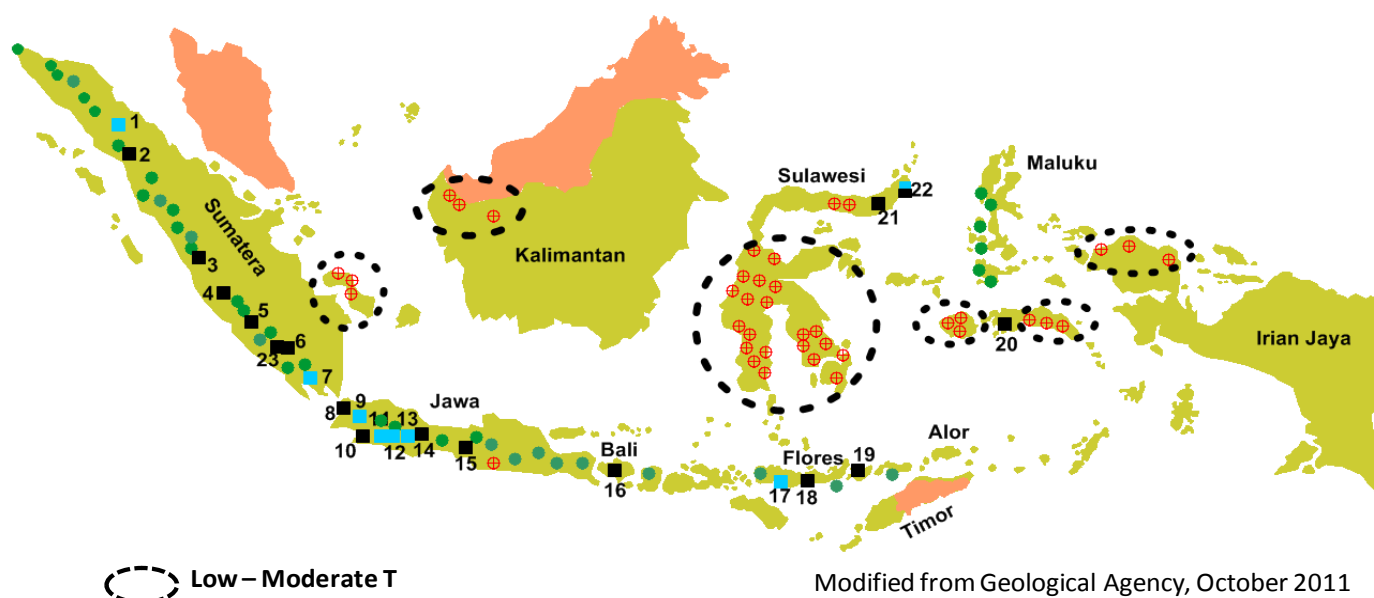 1
2
Sumatera
3
4
5
6
23
7
Kalimantan
Sulawesi
22
21
Maluku
20
Irian Jaya
8
9
Jawa
11
13
10
12
14
15
Bali
16
Flores
19
17
18
Alor
Timor
Low – Moderate T
Modified from Geological Agency, October 2011